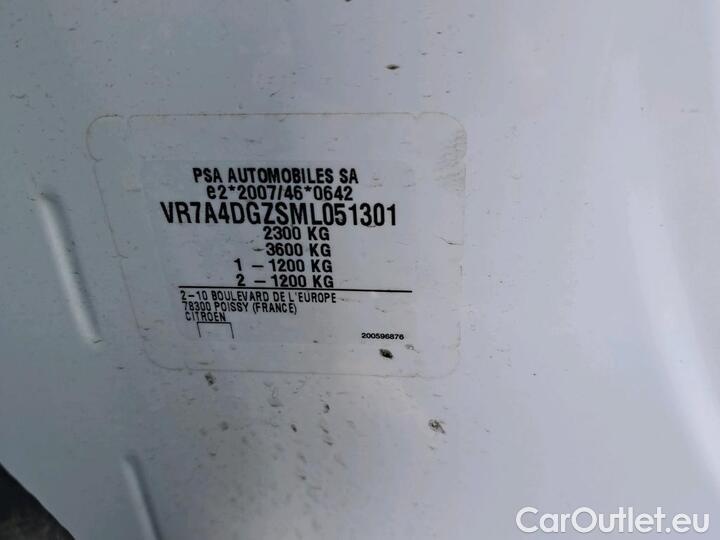 PSA AUTOMOBILES SA
e2*2007/46*0642
VR7A4DGZSML051301
2300 KG
3600 KG
1 - 1200 KG
2 - 1200 KG
2-10 BOULEVARD DE L'EUROPE
78300 POISSY (FRANCE)
CITROEN
200596876
CarOutlet.eu